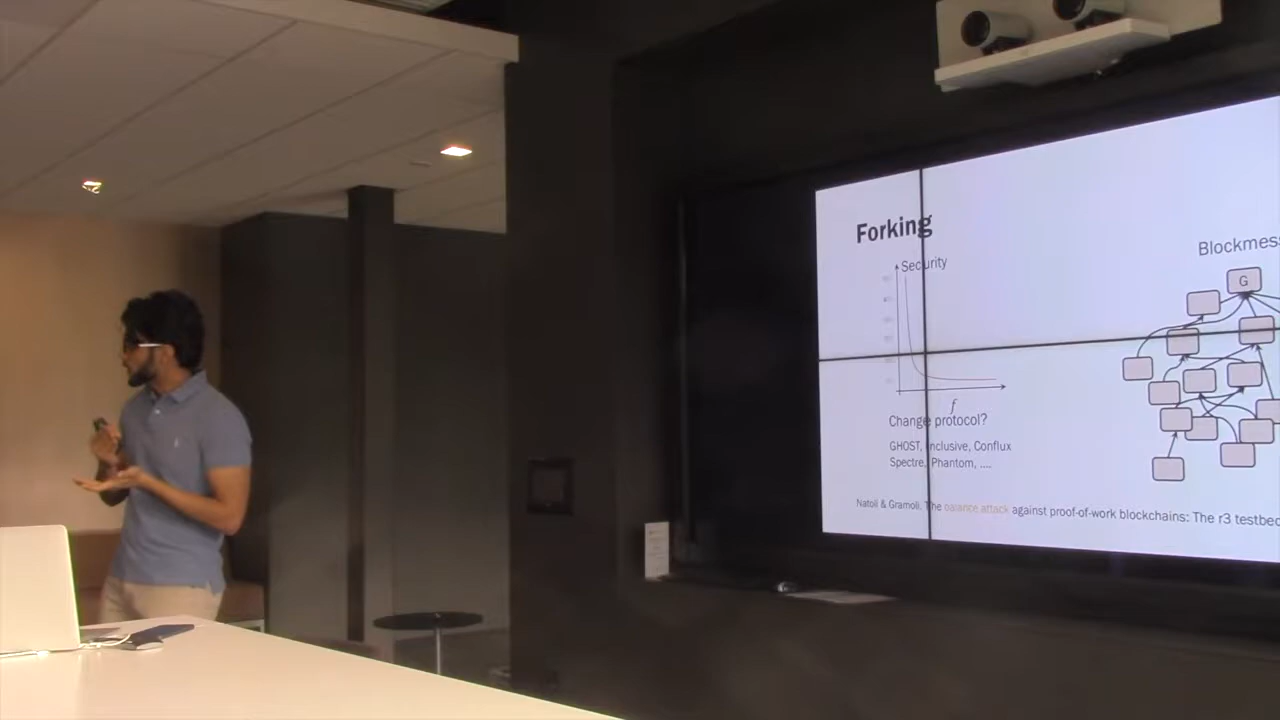 Forking
Security
Blockmes
G
f
Change protocol?
GHOST, Inclusive, Conflux
Spectre, Phantom, ....
Natoli & Gramoli. The balance attack against proof-of-work blockchains: The r3 testbed